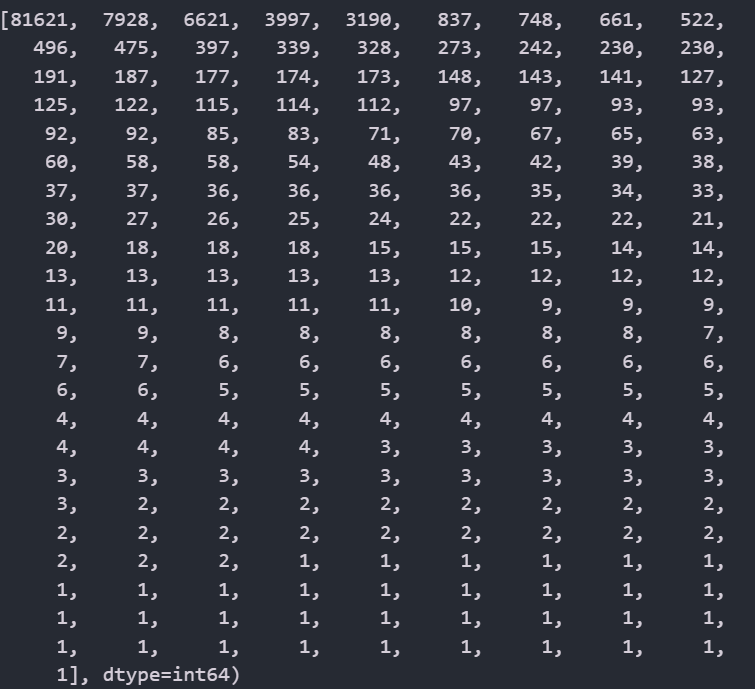 [81621, 7928, 6621, 3997, 3190, 837, 748, 661, 522,
496, 475, 397, 339, 328, 273, 242, 230, 230,
191, 187, 177, 174, 173, 148, 143, 141, 127,
125, 122, 115, 114, 112, 97, 97, 93, 93,
92, 92, 85, 83, 71, 70, 67, 65, 63,
60, 58, 58, 54, 48, 43, 42, 39, 38,
37, 37, 36, 36, 36, 36, 35, 34, 33,
30, 27, 26, 25, 24, 22, 22, 22, 21,
20, 18, 18, 18, 15, 15, 15, 14, 14,
13, 13, 13, 13, 13, 12, 12, 12, 12,
11, 11, 11, 11, 11, 10, 9, 9, 9,
9, 9, 8, 8, 8, 8, 8, 8, 7,
7, 7, 6, 6, 6, 6, 6, 6, 6,
6, 6, 5, 5, 5, 5, 5, 5, 5,
4, 4, 4, 4, 4, 4, 4, 4, 4,
4, 4, 4, 4, 3, 3, 3, 3, 3,
3, 3, 3, 3, 3, 3, 3, 3, 3,
3, 2, 2, 2, 2, 2, 2, 2, 2,
2, 2, 2, 2, 2, 2, 2, 2, 2,
2, 2, 2, 1, 1, 1, 1, 1, 1,
1, 1, 1, 1, 1, 1, 1, 1, 1,
1, 1, 1, 1, 1, 1, 1, 1, 1,
1, 1, 1, 1, 1, 1, 1, 1, 1,
1], dtype=int64)